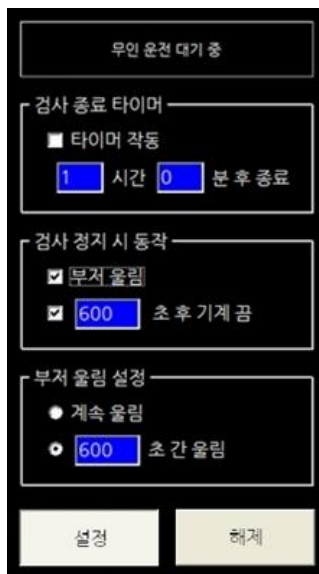 무인 운전 대기 중
검사 종료 타이머
타이머 작동
1 시간 0 분 후 종료
검사 정지 시 동작
부저 울림
600 초 후 기계 끔
부저 울림 설정
계속 울림
600 초 간 울림
설정 해제